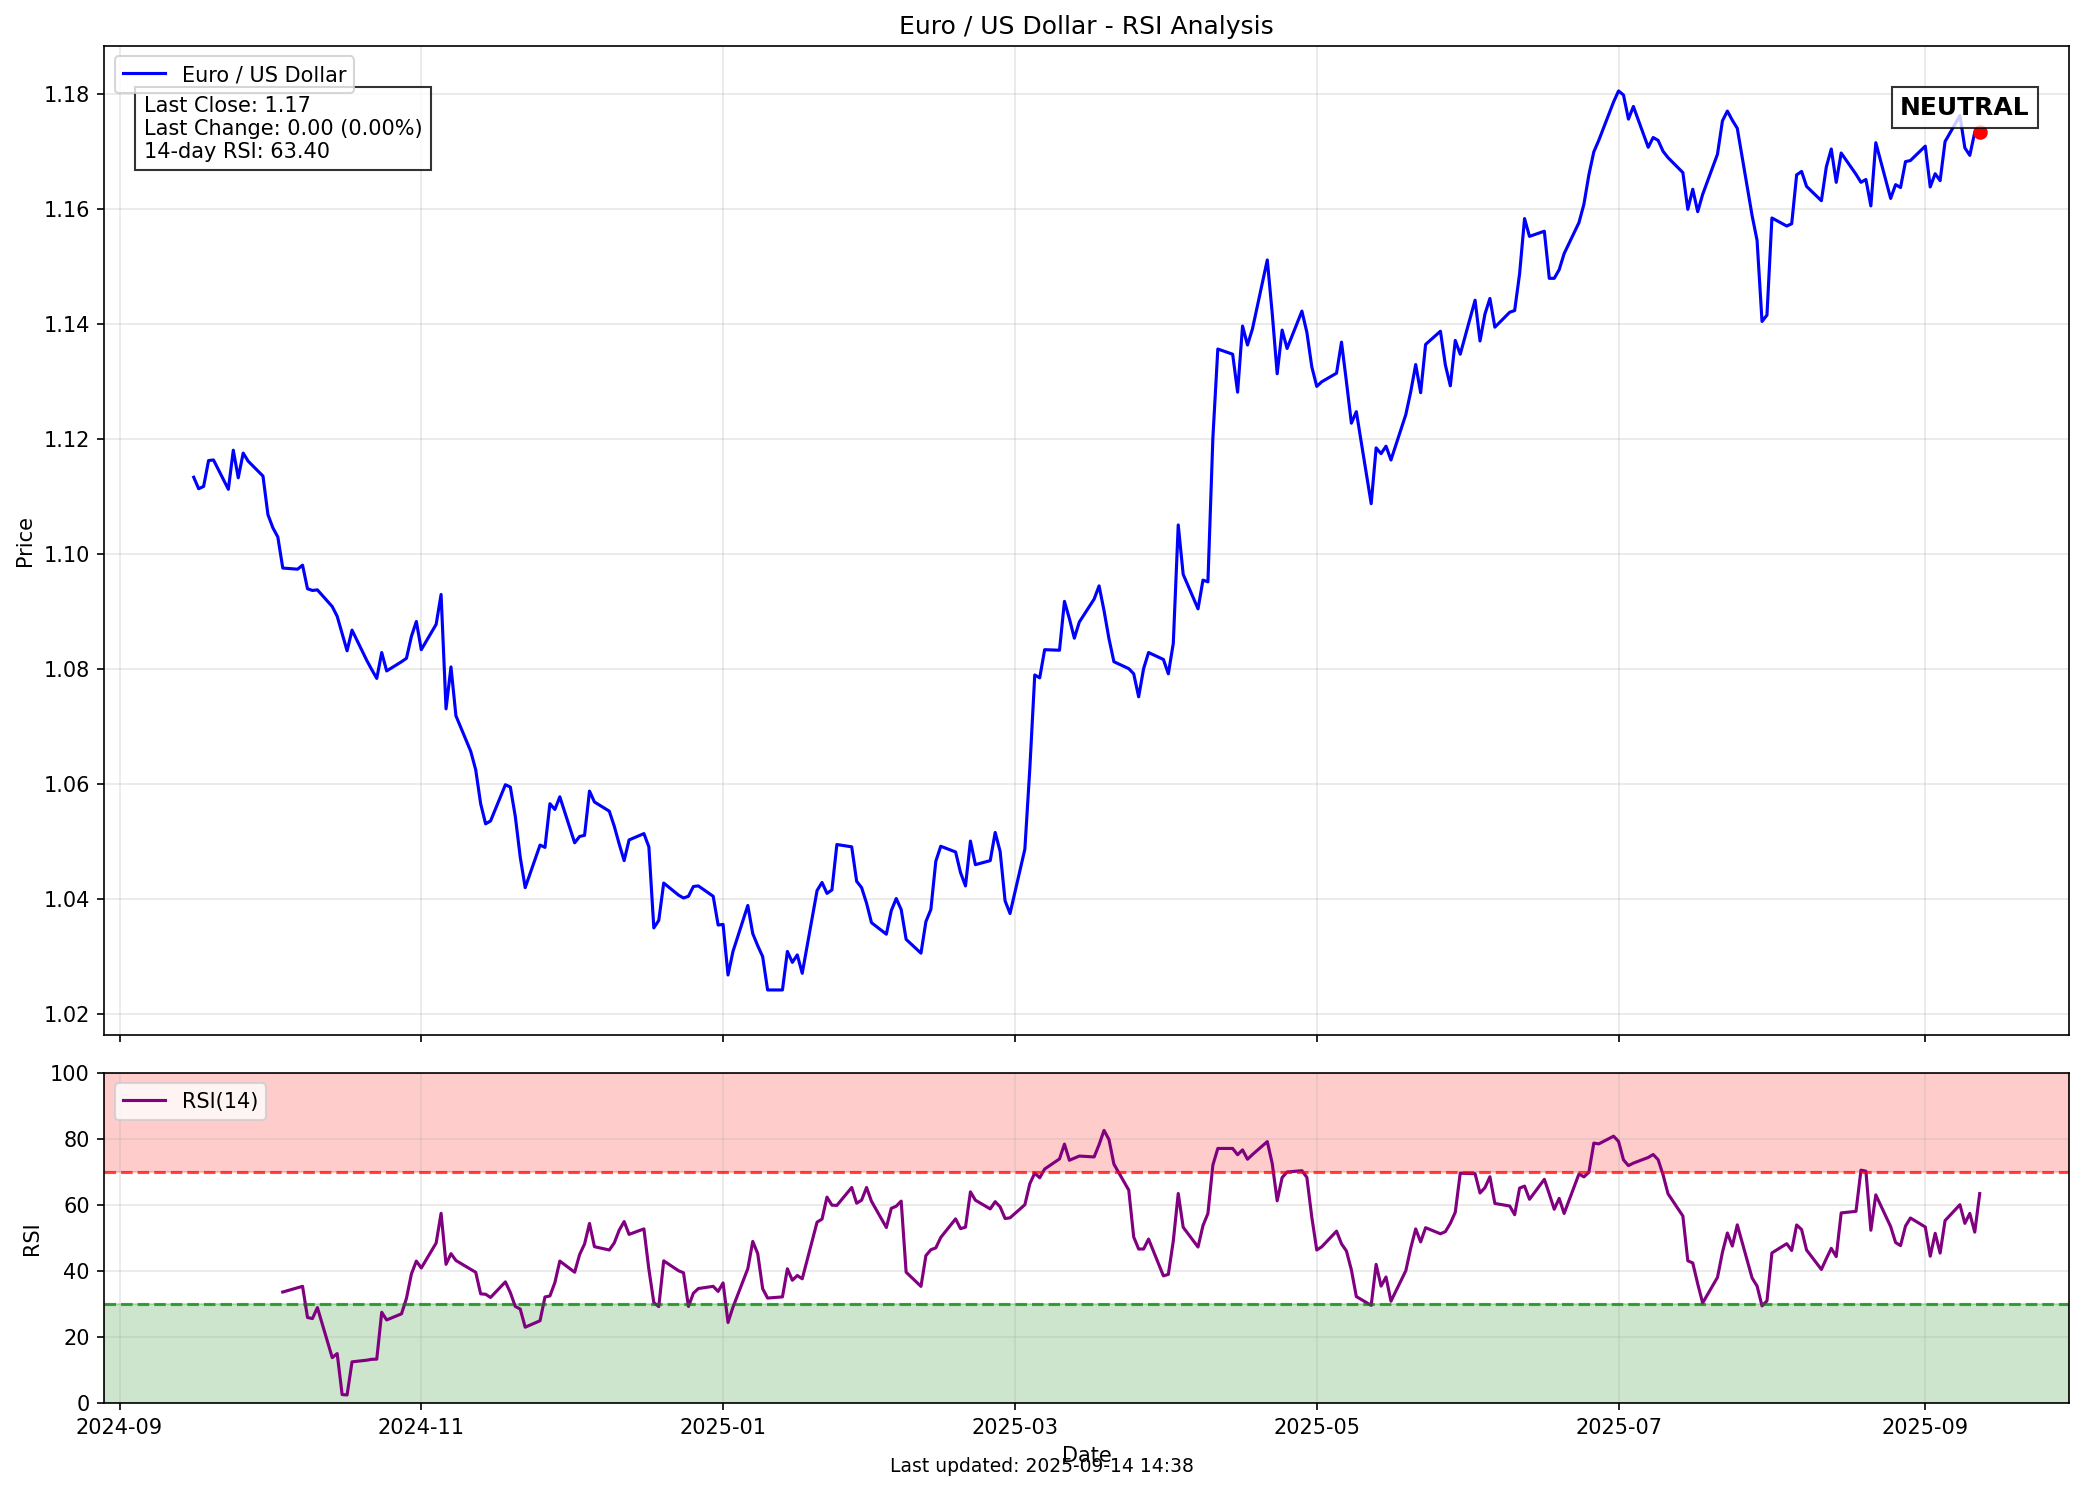 Euro / US Dollar - RSI Analysis
Euro / US Dollar
Last Close: 1.17
Last Change: 0.00 (0.00%)
14-day RSI: 63.40
NEUTRAL
Price
1.18
1.16
1.14
1.12
1.10
1.08
1.06
1.04
1.02
RSI(14)
RSI
100
80
60
40
20
0
2024-09 2024-11 2025-01 2025-03 2025-05 2025-07 2025-09
Date
Last updated: 2025-09-14 14:38